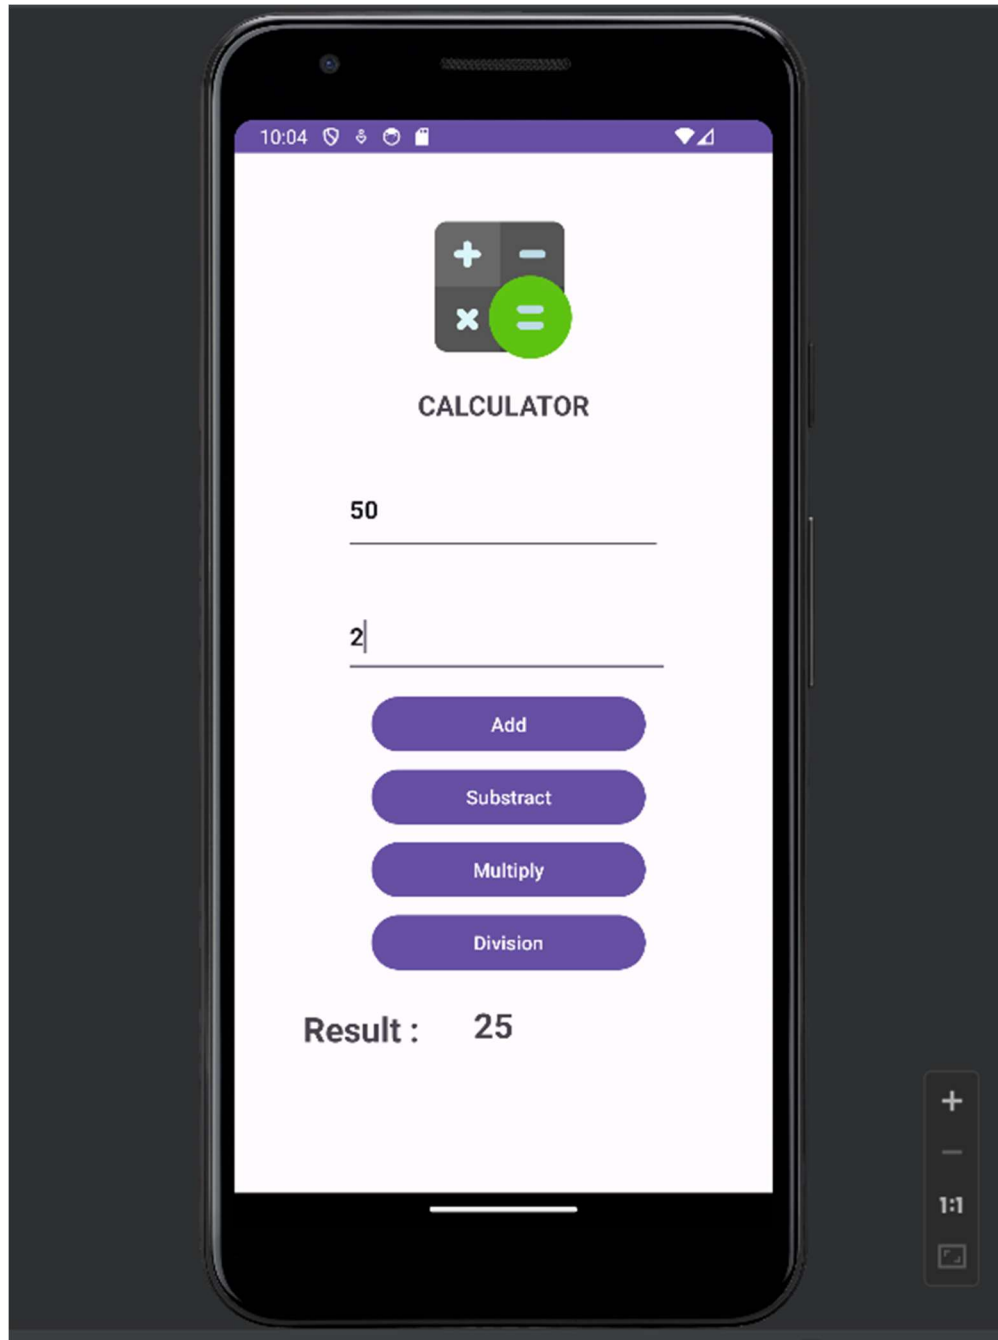 10:04
CALCULATOR
50
2
Add
Substract
Multiply
Division
Result : 25
1:1